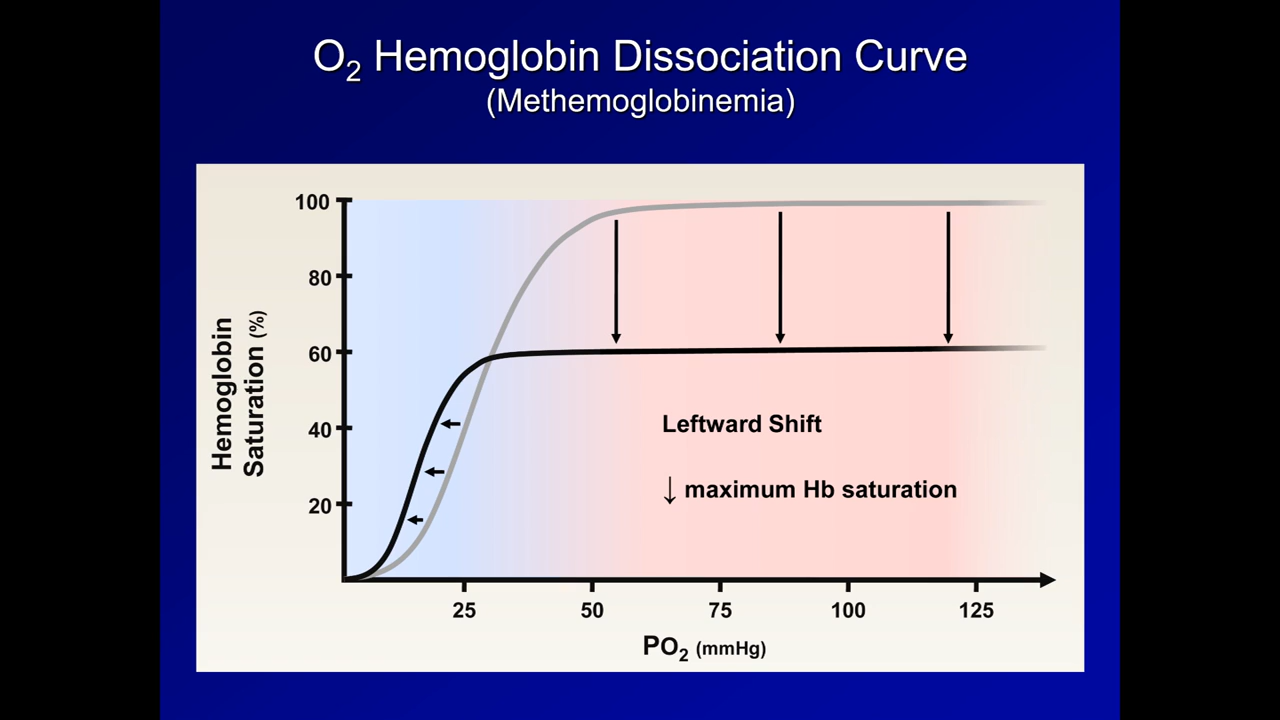 O₂ Hemoglobin Dissociation Curve
(Methemoglobinemia)
100
80
60
40
20
Hemoglobin
Saturation (%)
Leftward Shift
↓ maximum Hb saturation
25 50 75 100 125
PO₂ (mmHg)